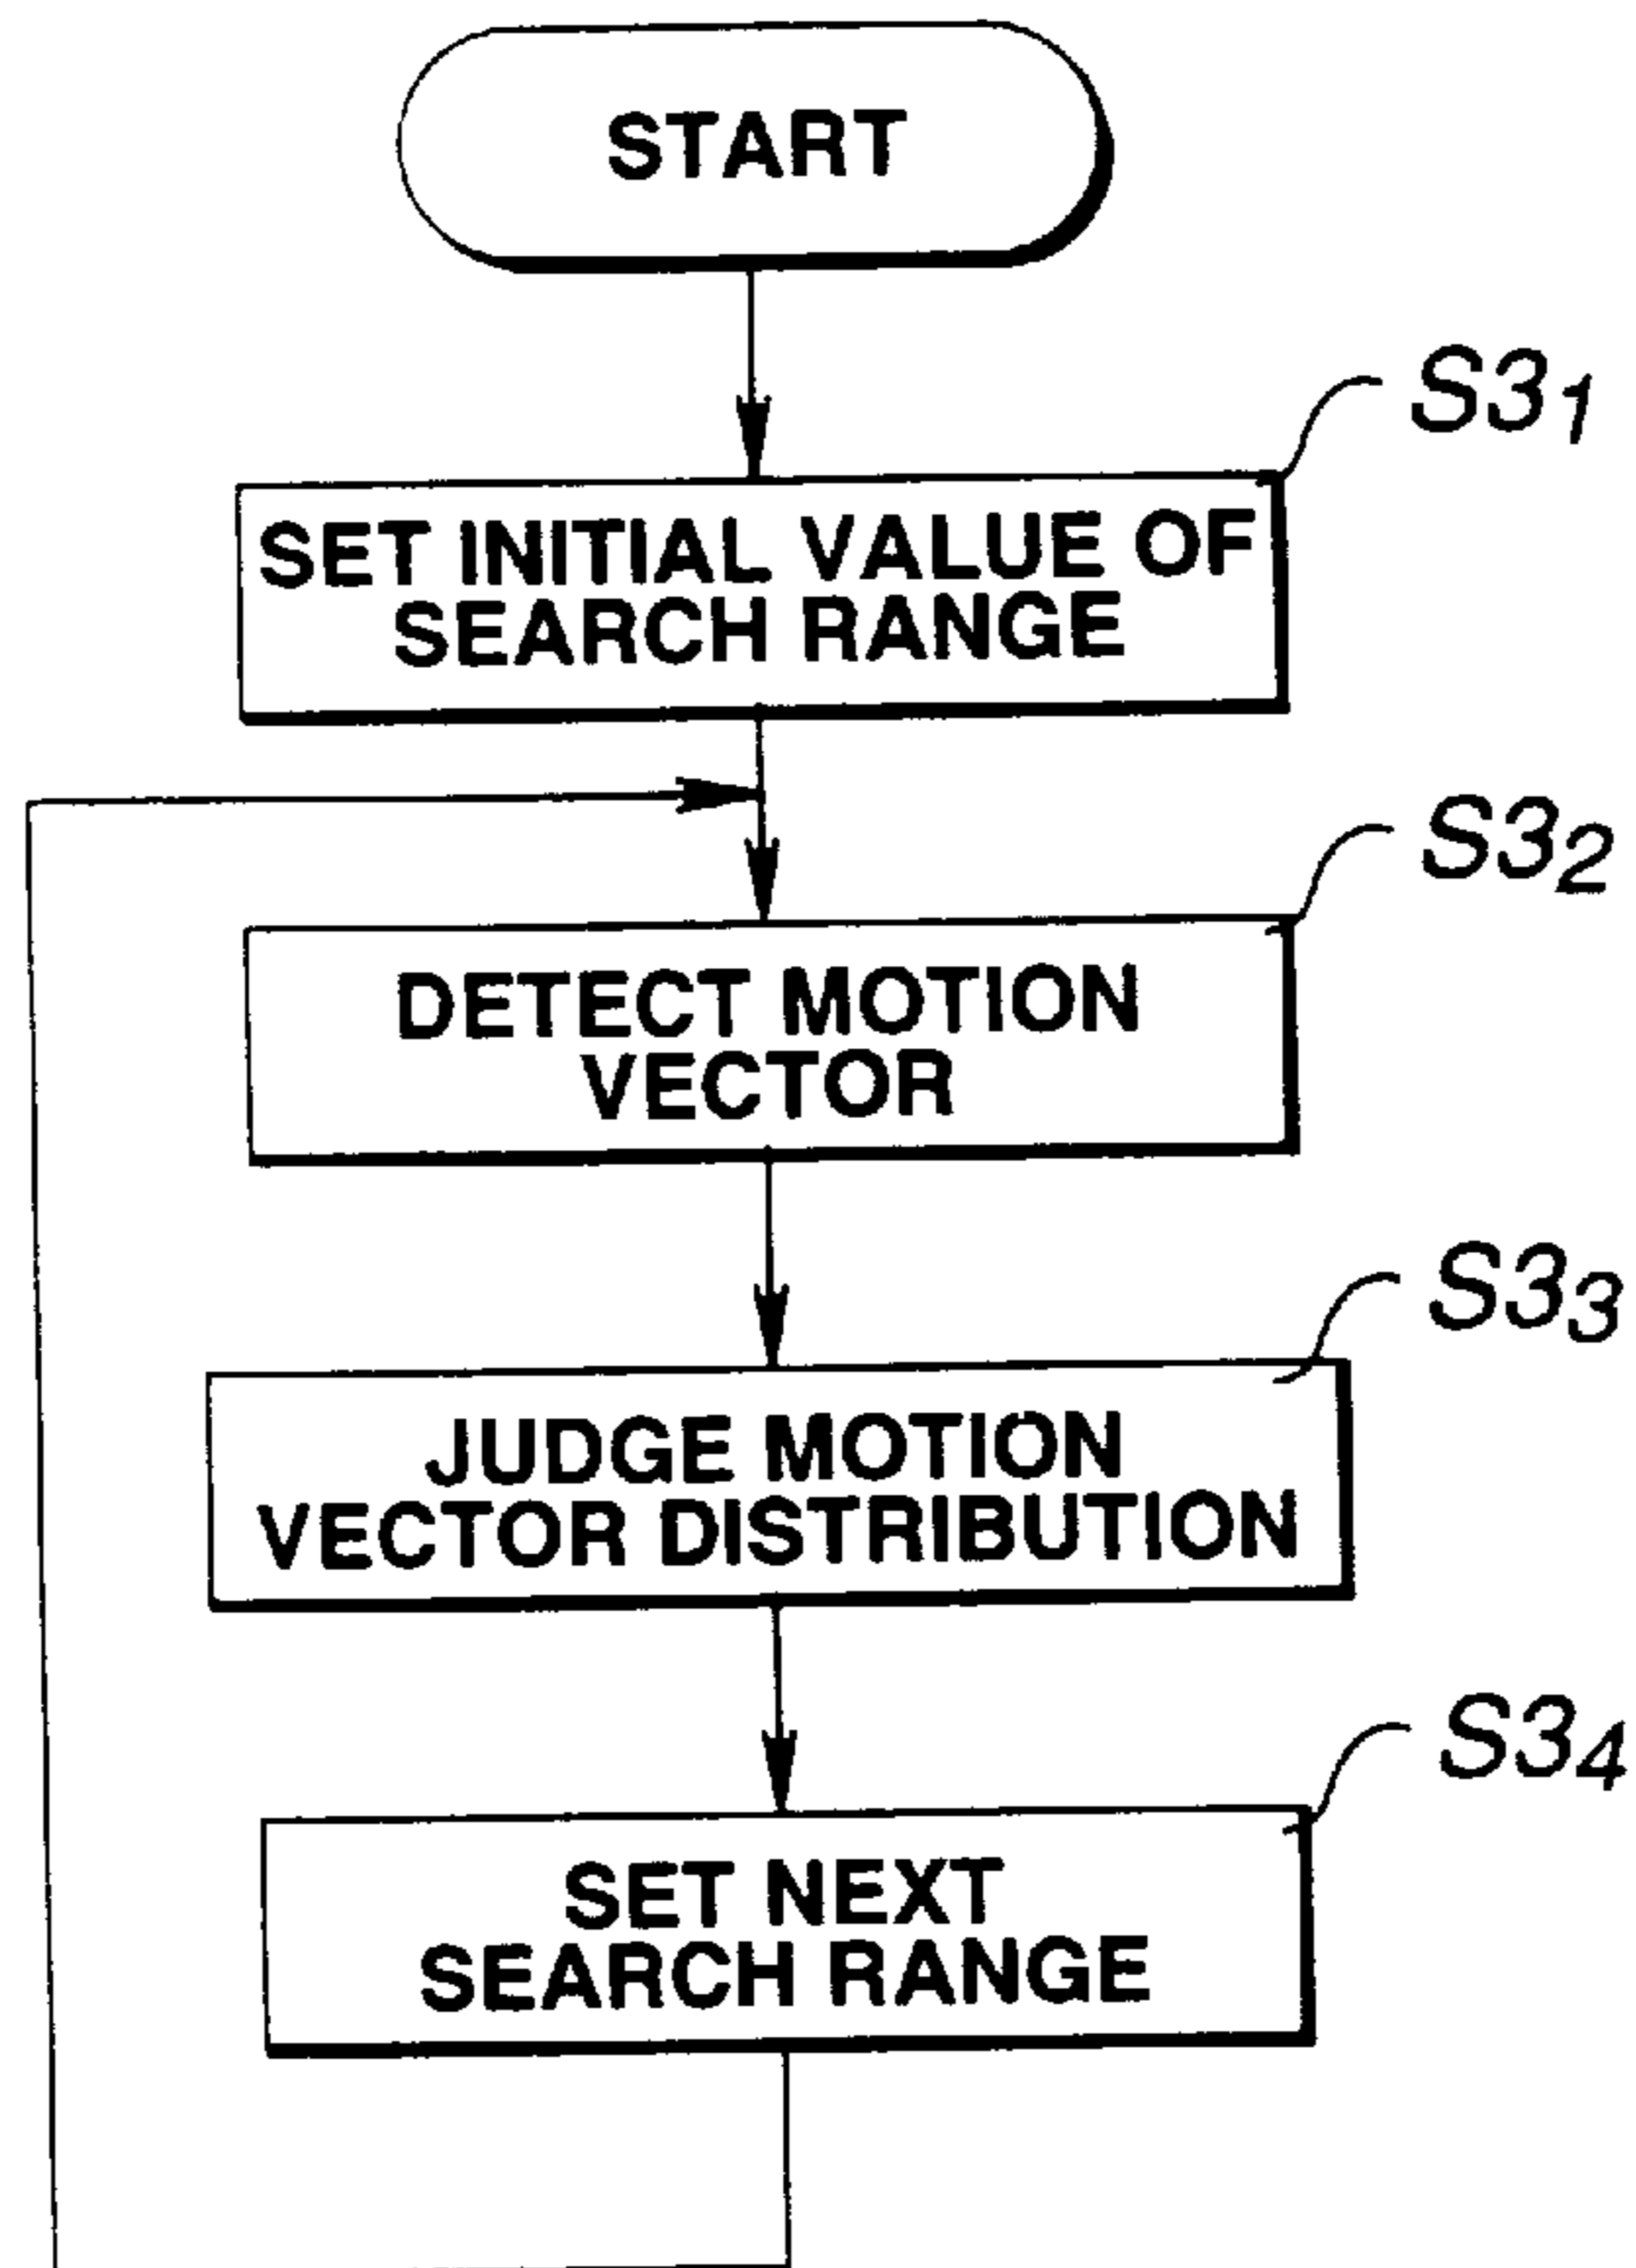 START
S31
SET INITIAL VALUE OF
SEARCH RANGE
S32
DETECT MOTION
VECTOR
S33
JUDGE MOTION
VECTOR DISTRIBUTION
S34
SET NEXT
SEARCH RANGE